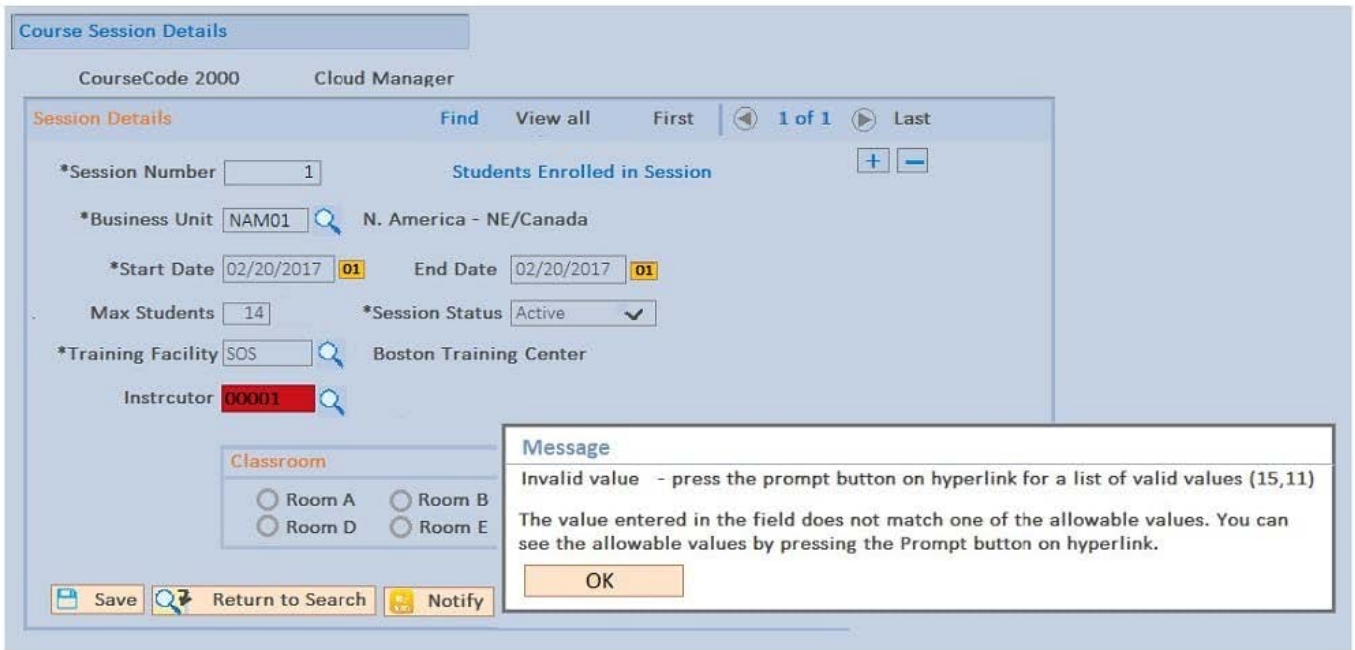 Course Session Details
CourseCode 2000 Cloud Manager
Session Details Find View all First 1 of 1 Last
*Session Number 1 Students Enrolled in Session + −
*Business Unit NAM01 N. America - NE/Canada
*Start Date 02/20/2017 01 End Date 02/20/2017 01
Max Students 14 *Session Status Active
*Training Facility SOS Boston Training Center
Instrcutor 00001
Classroom
Room A Room B
Room D Room E
Message
Invalid value - press the prompt button on hyperlink for a list of valid values (15,11)
The value entered in the field does not match one of the allowable values. You can
see the allowable values by pressing the Prompt button on hyperlink.
OK
Save Return to Search Notify